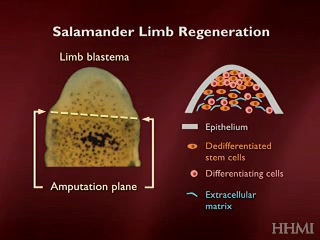 Salamander Limb Regeneration
Limb blastema
Amputation plane
Epithelium
Dedifferentiated
stem cells
Differentiating cells
Extracellular
matrix
HHMI